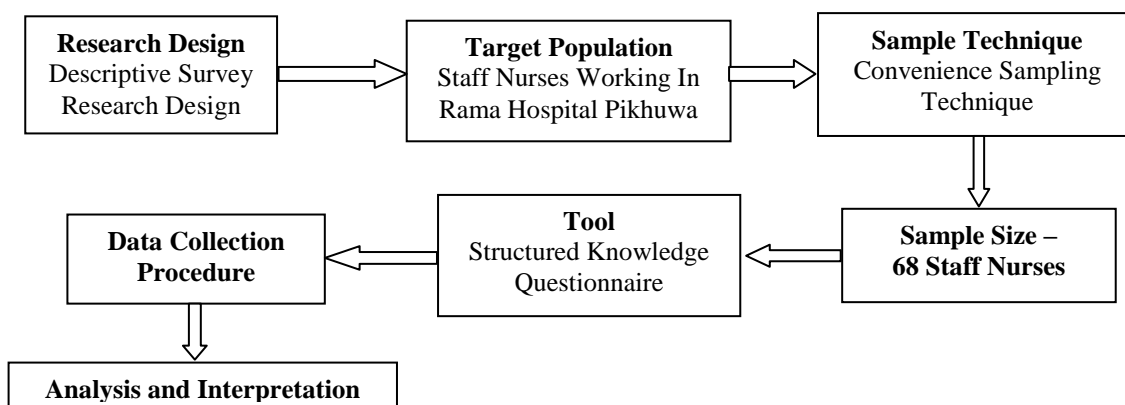 Research Design
Descriptive Survey
Research Design
Target Population
Staff Nurses Working In
Rama Hospital Pikhuwa
Sample Technique
Convenience Sampling
Technique
Sample Size –
68 Staff Nurses
Tool
Structured Knowledge
Questionnaire
Data Collection
Procedure
Analysis and Interpretation